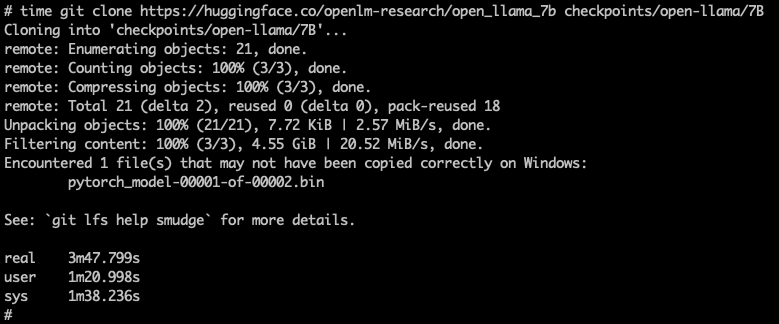 # time git clone https://huggingface.co/openlm-research/open_llama_7b checkpoints/open-llama/7B
Cloning into 'checkpoints/open-llama/7B'...
remote: Enumerating objects: 21, done.
remote: Counting objects: 100% (3/3), done.
remote: Compressing objects: 100% (3/3), done.
remote: Total 21 (delta 2), reused 0 (delta 0), pack-reused 18
Unpacking objects: 100% (21/21), 7.72 KiB | 2.57 MiB/s, done.
Filtering content: 100% (3/3), 4.55 GiB | 20.52 MiB/s, done.
Encountered 1 file(s) that may not have been copied correctly on Windows:
        pytorch_model-00001-of-00002.bin

See: `git lfs help smudge` for more details.

real    3m47.799s
user    1m20.998s
sys     1m38.236s
#